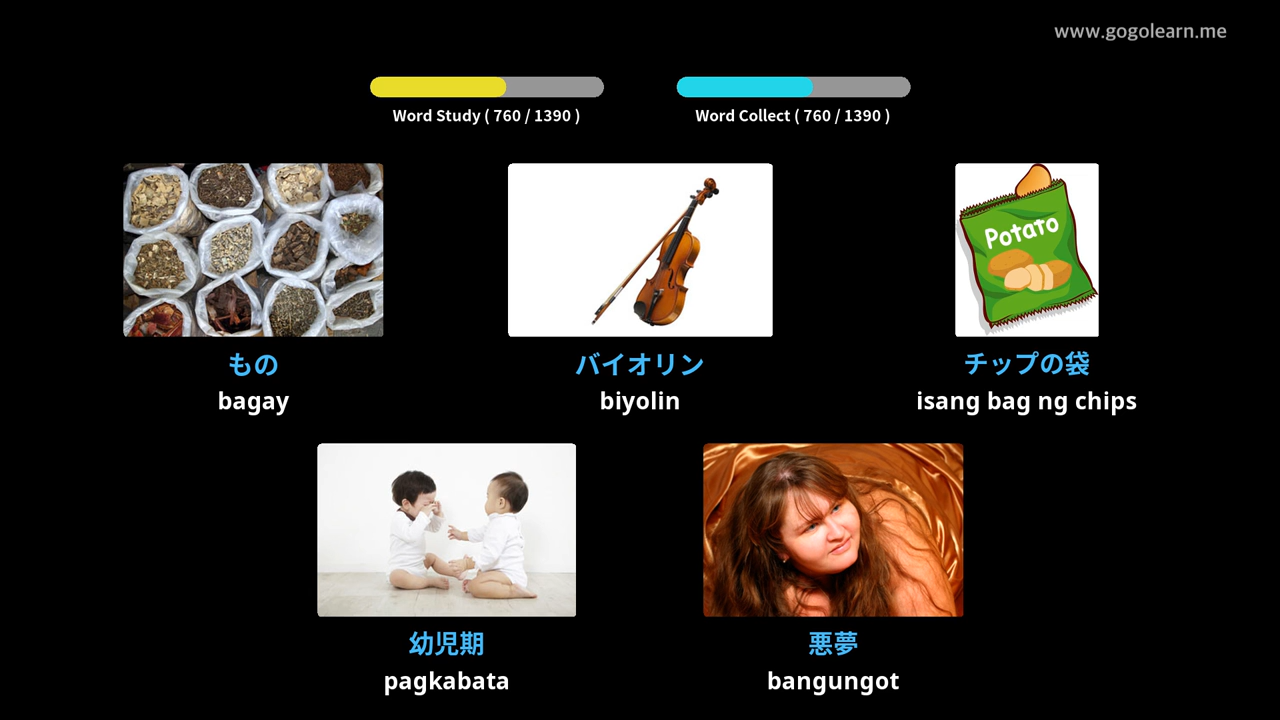 www.gogolearn.me
Word Study ( 760 / 1390 )
Word Collect ( 760 / 1390 )
Potato
もの
バイオリン
チップの袋
bagay
biyolin
isang bag ng chips
幼児期
悪夢
pagkabata
bangungot